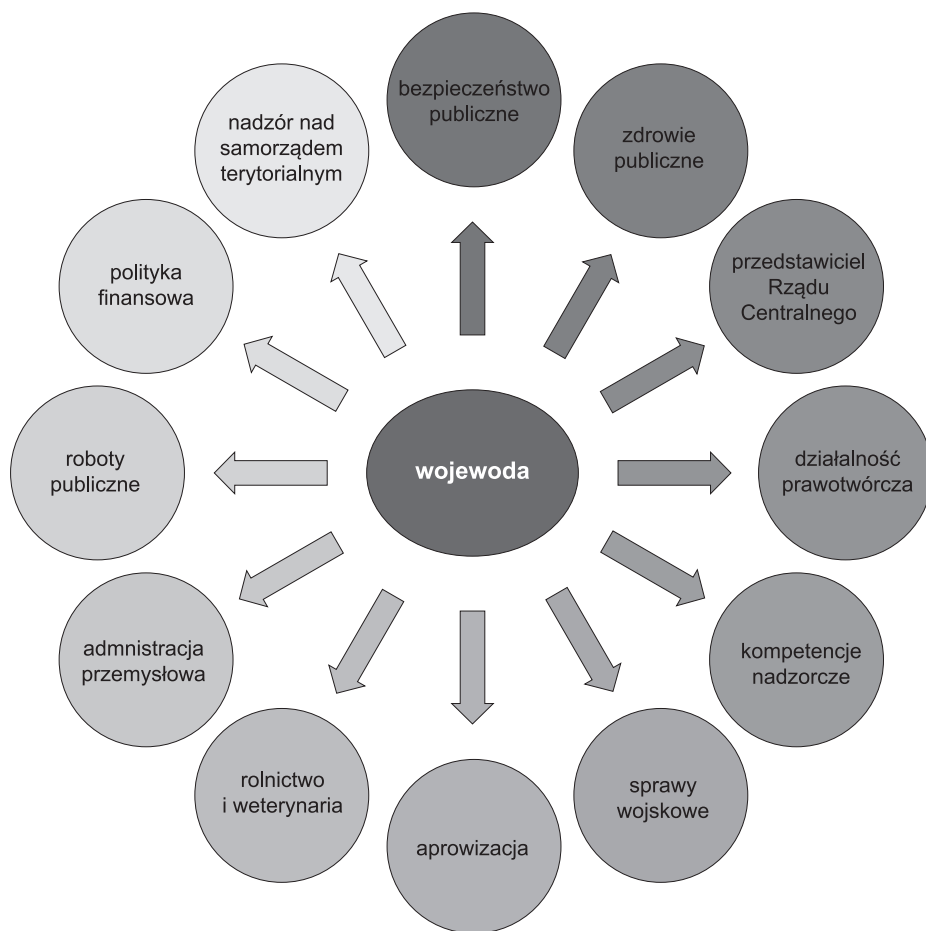 bezpieczeństwo
publiczne
zdrowie
publiczne
przedstawiciel
Rządu
Centralnego
działalność
prawotwórcza
kompetencje
nadzorcze
sprawy
wojskowe
aprowizacja
rolnictwo
i weterynaria
admnistracja
przemysłowa
roboty
publiczne
polityka
finansowa
nadzór nad
samorządem
terytorialnym
wojewoda